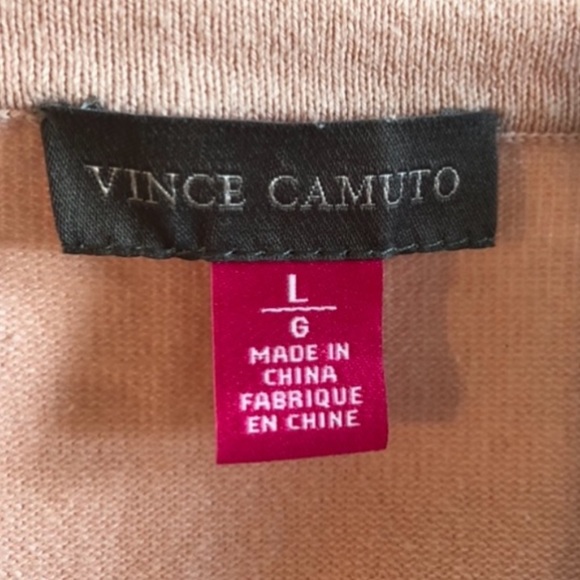 VINCE CAMUTO
L
G
MADE IN
CHINA
FABRIQUE
EN CHINE